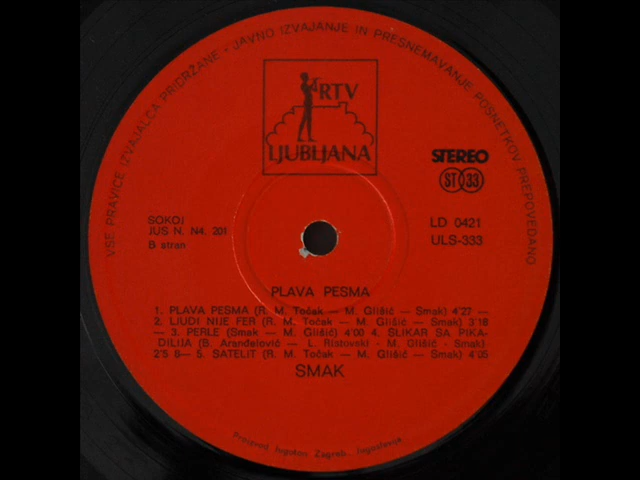 VSE PRAVICE IZVAJALCA PRIDRŽANE • JAVNO IZVAJANJE IN PRESNEMAVANJE POSNETKOV PREPOVEDANO
RTV
LJUBLJANA
STEREO
ST 33
SOKOJ
JUS N. N4. 201
B stran
LD 0421
ULS-333
PLAVA PESMA
1. PLAVA PESMA (R. M. Točak — M. Glišić — Smak) 4'27 —
2. LJUDI NIJE FER (R. M. Točak — M. Glišić — Smak) 3'18
— 3. PERLE (Smak — M. Glišić) 4'00 4. SLIKAR SA PIKA-
DILIJA (B. Aranđelović — L. Ristovski - M. Glišić - Smak)
2'5 8— 5. SATELIT (R. M. Točak — M. Glišić — Smak) 4'05
SMAK
Proizvod Jugoton Zagreb, Jugoslavija